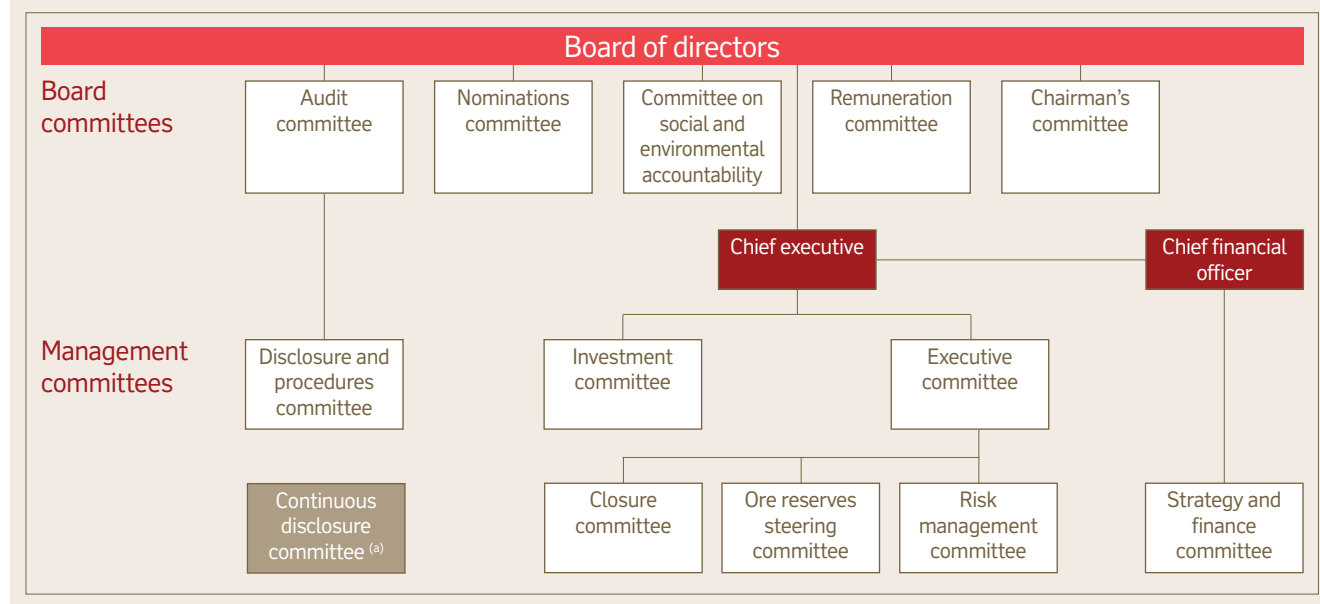 Board of directors
Board
committees
Audit
committee
Nominations
committee
Committee on
social and
environmental
accountability
Remuneration
committee
Chairman's
committee
Chief executive
Chief financial
officer
Management
committees
Disclosure and
procedures
committee
Investment
committee
Executive
committee
Continuous
disclosure
committee (a)
Closure
committee
Ore reserves
steering
committee
Risk
management
committee
Strategy and
finance
committee